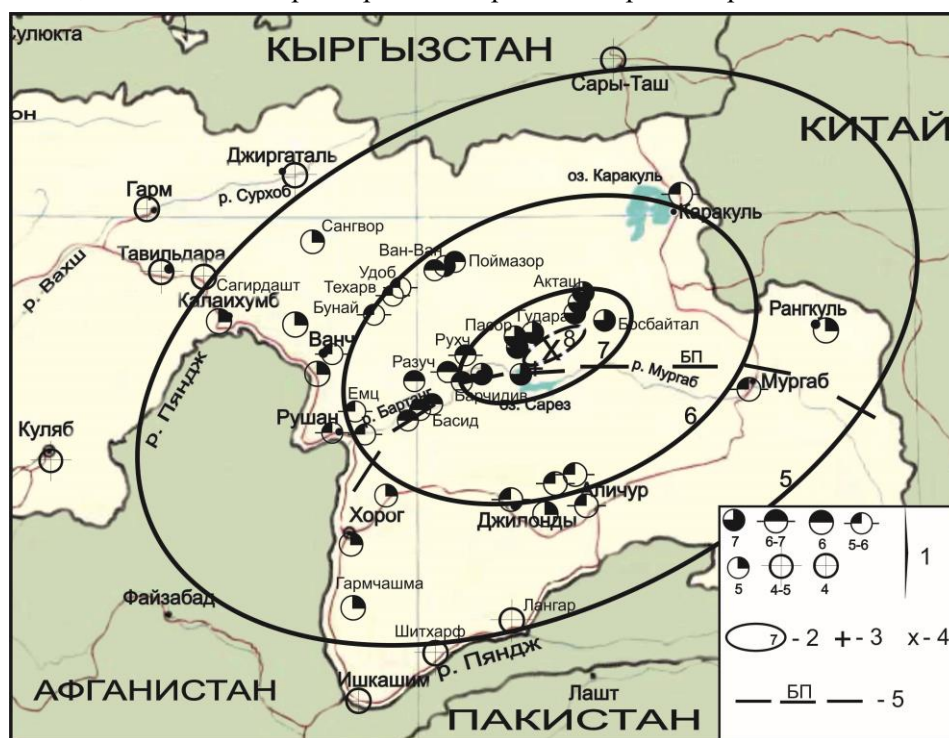 Сулюкта
КЫРГЫЗСТАН
Сары-Таш
КИТАЙ
ОН
Джиргаталь
р. Сурхоб
оз. Каракуль
Каракуль
Гарм
Сангвор
Ван-Ван
Поймазор
Тавильдара
р. Вахш
Сагирдашт
Удоб
Техарв
Бунай
Акташ
Калаихумб
Гудара
Босбайтал
Рангкуль
Пасор
Х
8
7
Ванч
Рухч
БП
р. Мургаб
Разуч
Мургаб
р. Пяндж
Емц
р. Бартанг
Барчидив
оз. Сарез
Рушан
Басид
6
Куляб
5
Аличур
Джилонды
Хорог
Гармчашма
Файзабад
Лангар
Шитхарф
р. Пяндж
Ишкашим
АФГАНИСТАН
Лашт
ПАКИСТАН
7 6-7 6 5-6
5 4-5 4
1
7 - 2 + - 3 х - 4
БП - 5